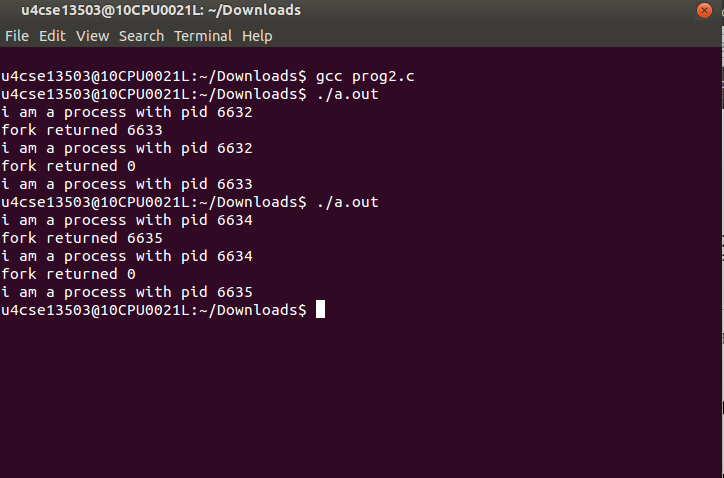 u4cse13503@10CPU0021L: ~/Downloads
File Edit View Search Terminal Help
u4cse13503@10CPU0021L:~/Downloads$ gcc prog2.c
u4cse13503@10CPU0021L:~/Downloads$ ./a.out
i am a process with pid 6632
fork returned 6633
i am a process with pid 6632
fork returned 0
i am a process with pid 6633
u4cse13503@10CPU0021L:~/Downloads$ ./a.out
i am a process with pid 6634
fork returned 6635
i am a process with pid 6634
fork returned 0
i am a process with pid 6635
u4cse13503@10CPU0021L:~/Downloads$